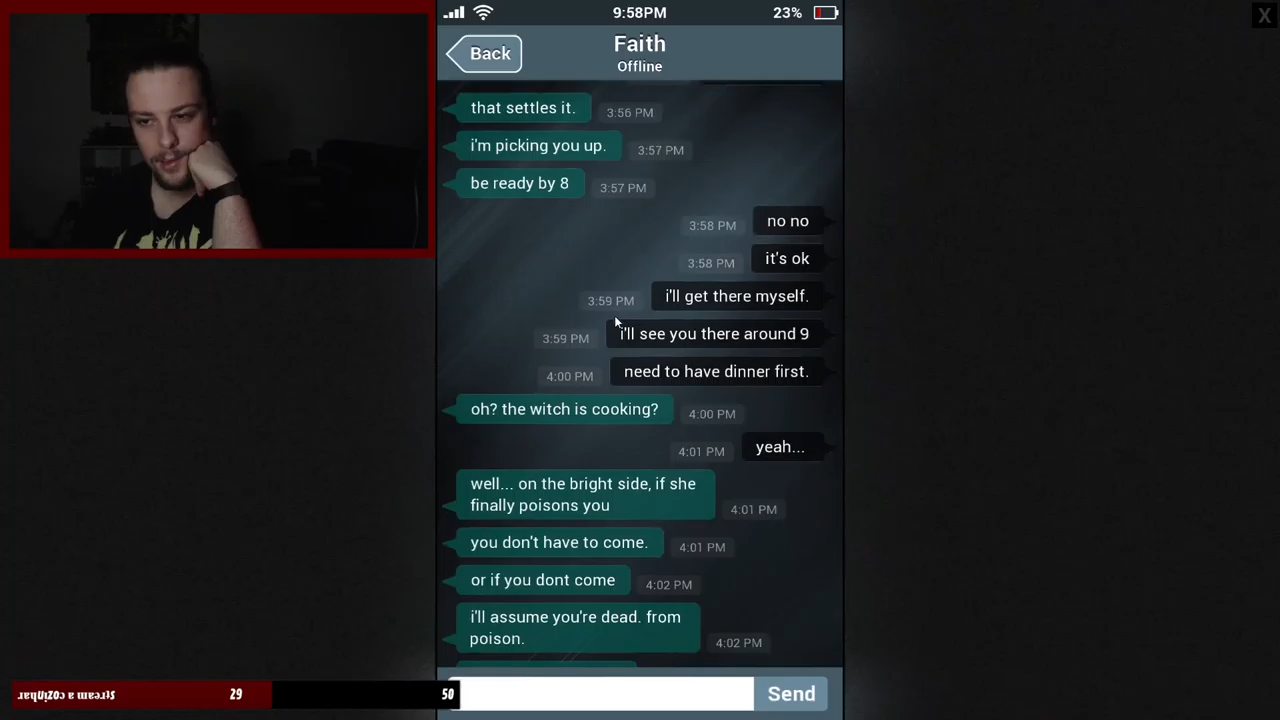 9:58PM
23%
X
Back
Faith
Offline
that settles it.
3:56 PM
i'm picking you up.
3:57 PM
be ready by 8
3:57 PM
3:58 PM
no no
3:58 PM
it's ok
3:59 PM
i'll get there myself.
3:59 PM
i'll see you there around 9
4:00 PM
need to have dinner first.
oh? the witch is cooking?
4:00 PM
4:01 PM
yeah...
well... on the bright side, if she
finally poisons you
4:01 PM
you don't have to come.
4:01 PM
or if you dont come
4:02 PM
i'll assume you're dead. from
poison.
4:02 PM
Send
29
50